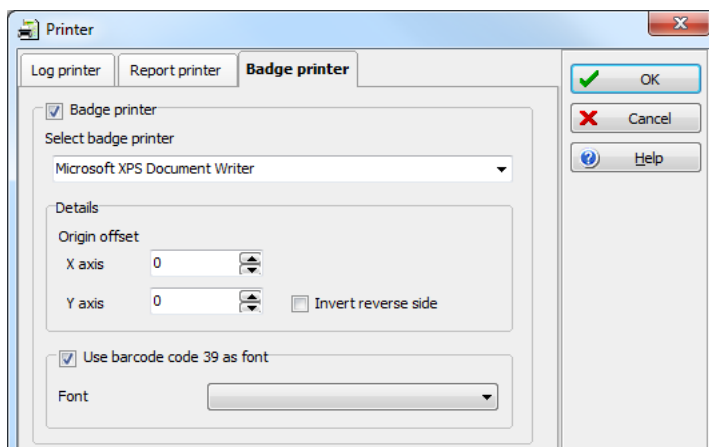 Printer
Log printer Report printer Badge printer
OK
Cancel
Help
Badge printer
Select badge printer
Microsoft XPS Document Writer
Details
Origin offset
X axis 0
Y axis 0 Invert reverse side
Use barcode code 39 as font
Font